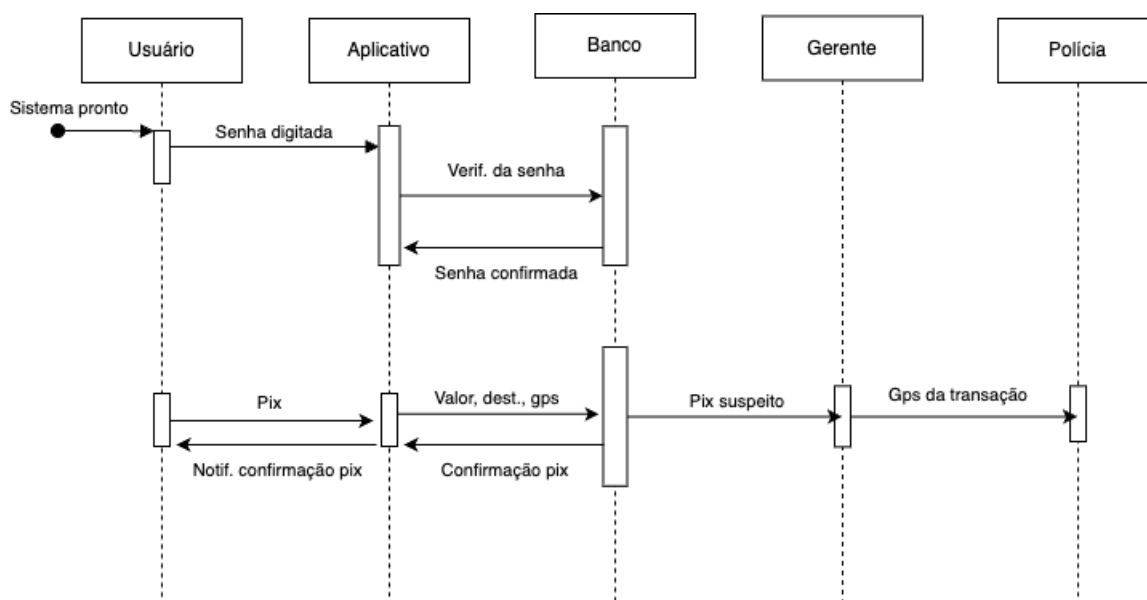 Usuário
Aplicativo
Banco
Gerente
Polícia
Sistema pronto
Senha digitada
Verif. da senha
Senha confirmada
Pix
Valor, dest., gps
Pix suspeito
Gps da transação
Notif. confirmação pix
Confirmação pix